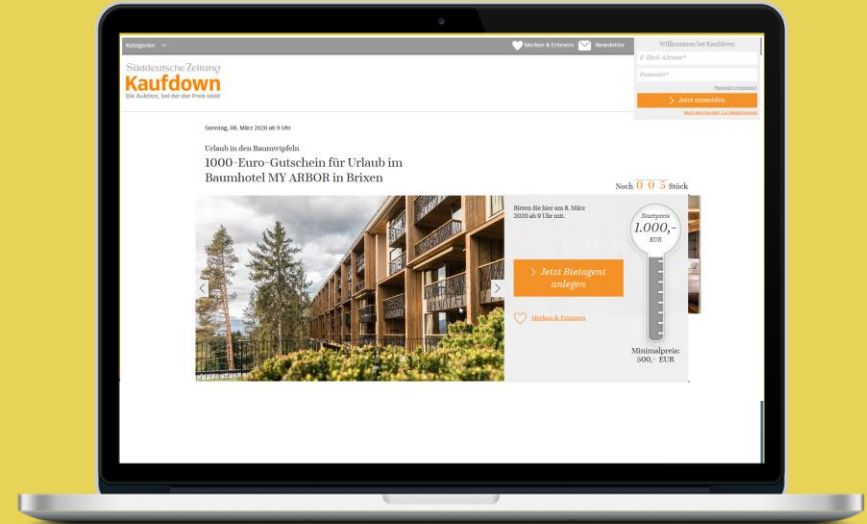 Kategorien
Merken & Erinnern
Newsletter
Willkommen bei Kaufdown
E-Mail-Adresse*
Passwort*
Passwort vergessen?
> Jetzt anmelden
Süddeutsche Zeitung
Kaufdown
Die Auktion, bei der der Preis sinkt
Sonntag, 08. März 2020 ab 9 Uhr
Urlaub in den Baumwipfeln
1000-Euro-Gutschein für Urlaub im
Baumhotel MY ARBOR in Brixen
Noch 005 Stück
Bieten Sie hier am 8. März
2020 ab 9 Uhr mit.
Startpreis
1.000,-
EUR
> Jetzt Bietagent
anlegen
Merken & Erinnern
Minimalpreis:
500,- EUR